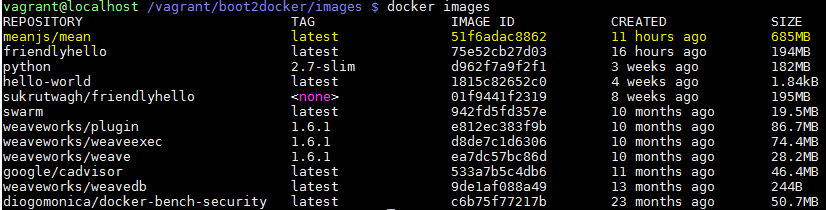 vagrant@localhost /vagrant/boot2docker/images $ docker images
REPOSITORY TAG IMAGE ID CREATED SIZE
meanjs/mean latest 51f6adac8862 11 hours ago 685MB
friendlyhello latest 75e52cb27d03 16 hours ago 194MB
python 2.7-slim d962f7a9f2f1 3 weeks ago 182MB
hello-world latest 1815c82652c0 4 weeks ago 1.84kB
sukrutwagh/friendlyhello <none> 01f9441f2319 8 weeks ago 195MB
swarm latest 942fd5fd357e 10 months ago 19.5MB
weaveworks/plugin 1.6.1 e812ec383f9b 10 months ago 86.7MB
weaveworks/weaveexec 1.6.1 d8de7c1d6306 10 months ago 74.4MB
weaveworks/weave 1.6.1 ea7dc57bc86d 10 months ago 28.2MB
google/cadvisor latest 533a7b5c4db6 11 months ago 46.4MB
weaveworks/weavedb latest 9de1af088a49 13 months ago 244B
diogomonica/docker-bench-security latest c6b75f77217b 23 months ago 50.7MB